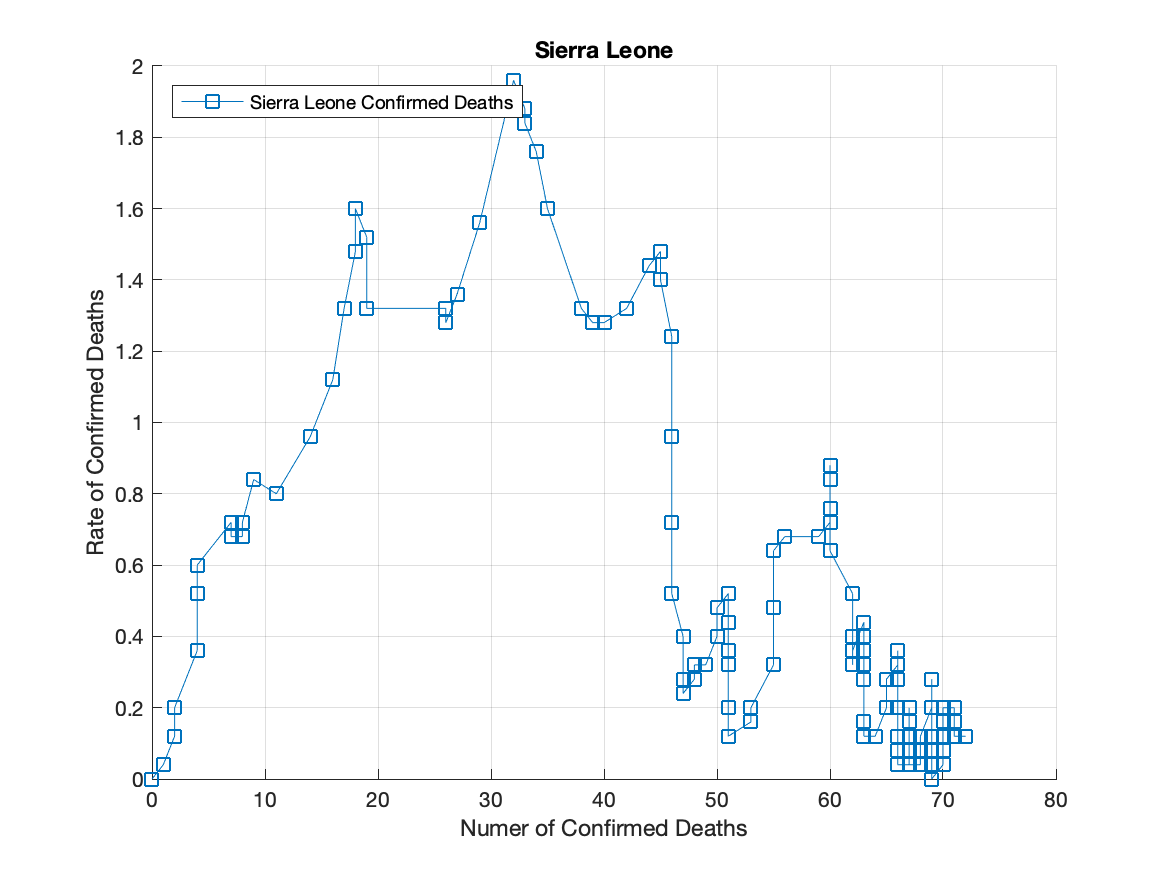 Sierra Leone
Sierra Leone Confirmed Deaths
2
1.8
1.6
1.4
1.2
1
0.8
0.6
0.4
0.2
0
Rate of Confirmed Deaths
0 10 20 30 40 50 60 70 80
Numer of Confirmed Deaths